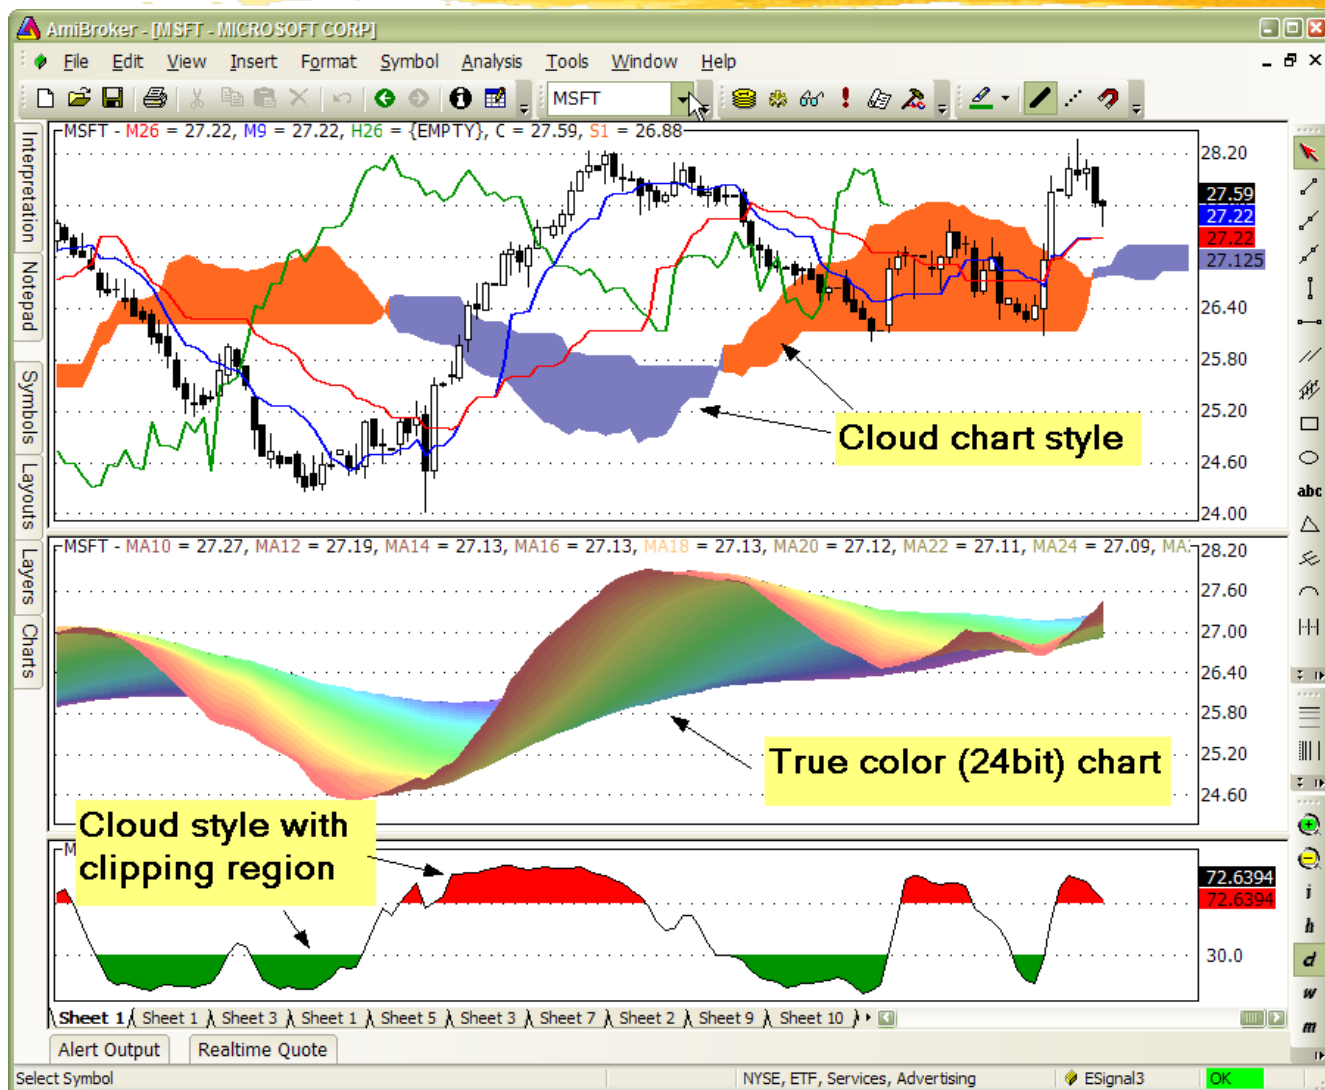 AmiBroker - [MSFT - MICROSOFT CORP]
File Edit View Insert Format Symbol Analysis Tools Window Help
MSFT
Interpretation
Notepad
Symbols
Layouts
Layers
Charts
MSFT - M26 = 27.22, M9 = 27.22, H26 = {EMPTY}, C = 27.59, S1 = 26.88
28.20
27.59
27.22
27.22
27.125
26.40
25.80
25.20
24.60
24.00
Cloud chart style
MSFT - MA10 = 27.27, MA12 = 27.19, MA14 = 27.13, MA16 = 27.13, MA18 = 27.13, MA20 = 27.12, MA22 = 27.11, MA24 = 27.09, MA
28.20
27.60
27.00
26.40
25.80
25.20
24.60
True color (24bit) chart
Cloud style with
clipping region
M
72.6394
72.6394
30.0
abc
i
h
d
w
m
Sheet 1 Sheet 1 Sheet 3 Sheet 1 Sheet 5 Sheet 3 Sheet 7 Sheet 2 Sheet 9 Sheet 10
Alert Output Realtime Quote
Select Symbol NYSE, ETF, Services, Advertising ESignal3 OK